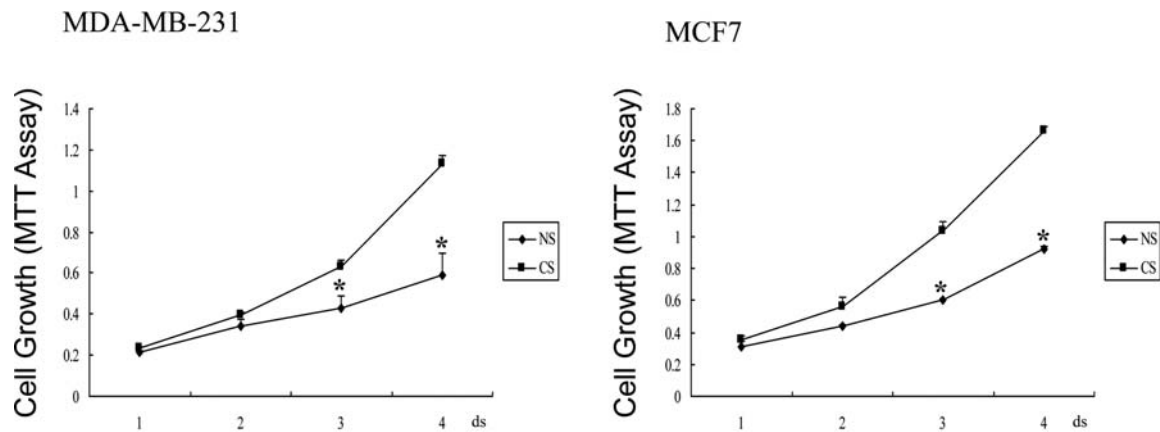 MDA-MB-231
Cell Growth (MTT Assay)
1.4
1.2
1
0.8
0.6
0.4
0.2
0
*
*
1 2 3 4 ds
NS
CS
MCF7
Cell Growth (MTT Assay)
1.8
1.6
1.4
1.2
1
0.8
0.6
0.4
0.2
0
*
*
1 2 3 4 ds
NS
CS